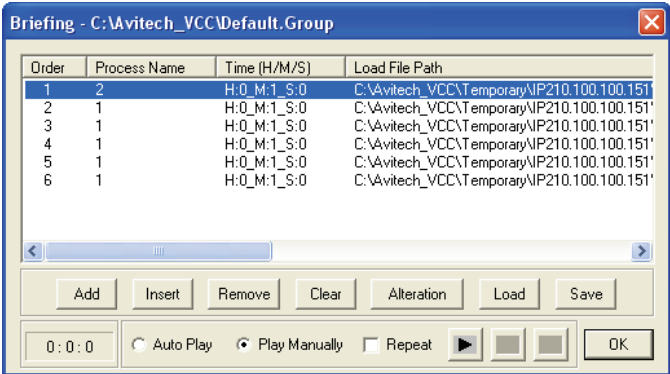 Briefing - C:\Avitech_VCC\Default.Group
Order Process Name Time (H/M/S) Load File Path
1 2 H:0_M:1_S:0 C:\Avitech_VCC\Temporary\IP210.100.100.151'
2 1 H:0_M:1_S:0 C:\Avitech_VCC\Temporary\IP210.100.100.151'
3 1 H:0_M:1_S:0 C:\Avitech_VCC\Temporary\IP210.100.100.151'
4 1 H:0_M:1_S:0 C:\Avitech_VCC\Temporary\IP210.100.100.151'
5 1 H:0_M:1_S:0 C:\Avitech_VCC\Temporary\IP210.100.100.151'
6 1 H:0_M:1_S:0 C:\Avitech_VCC\Temporary\IP210.100.100.151'
Add Insert Remove Clear Alteration Load Save
0 : 0 : 0 Auto Play Play Manually Repeat OK